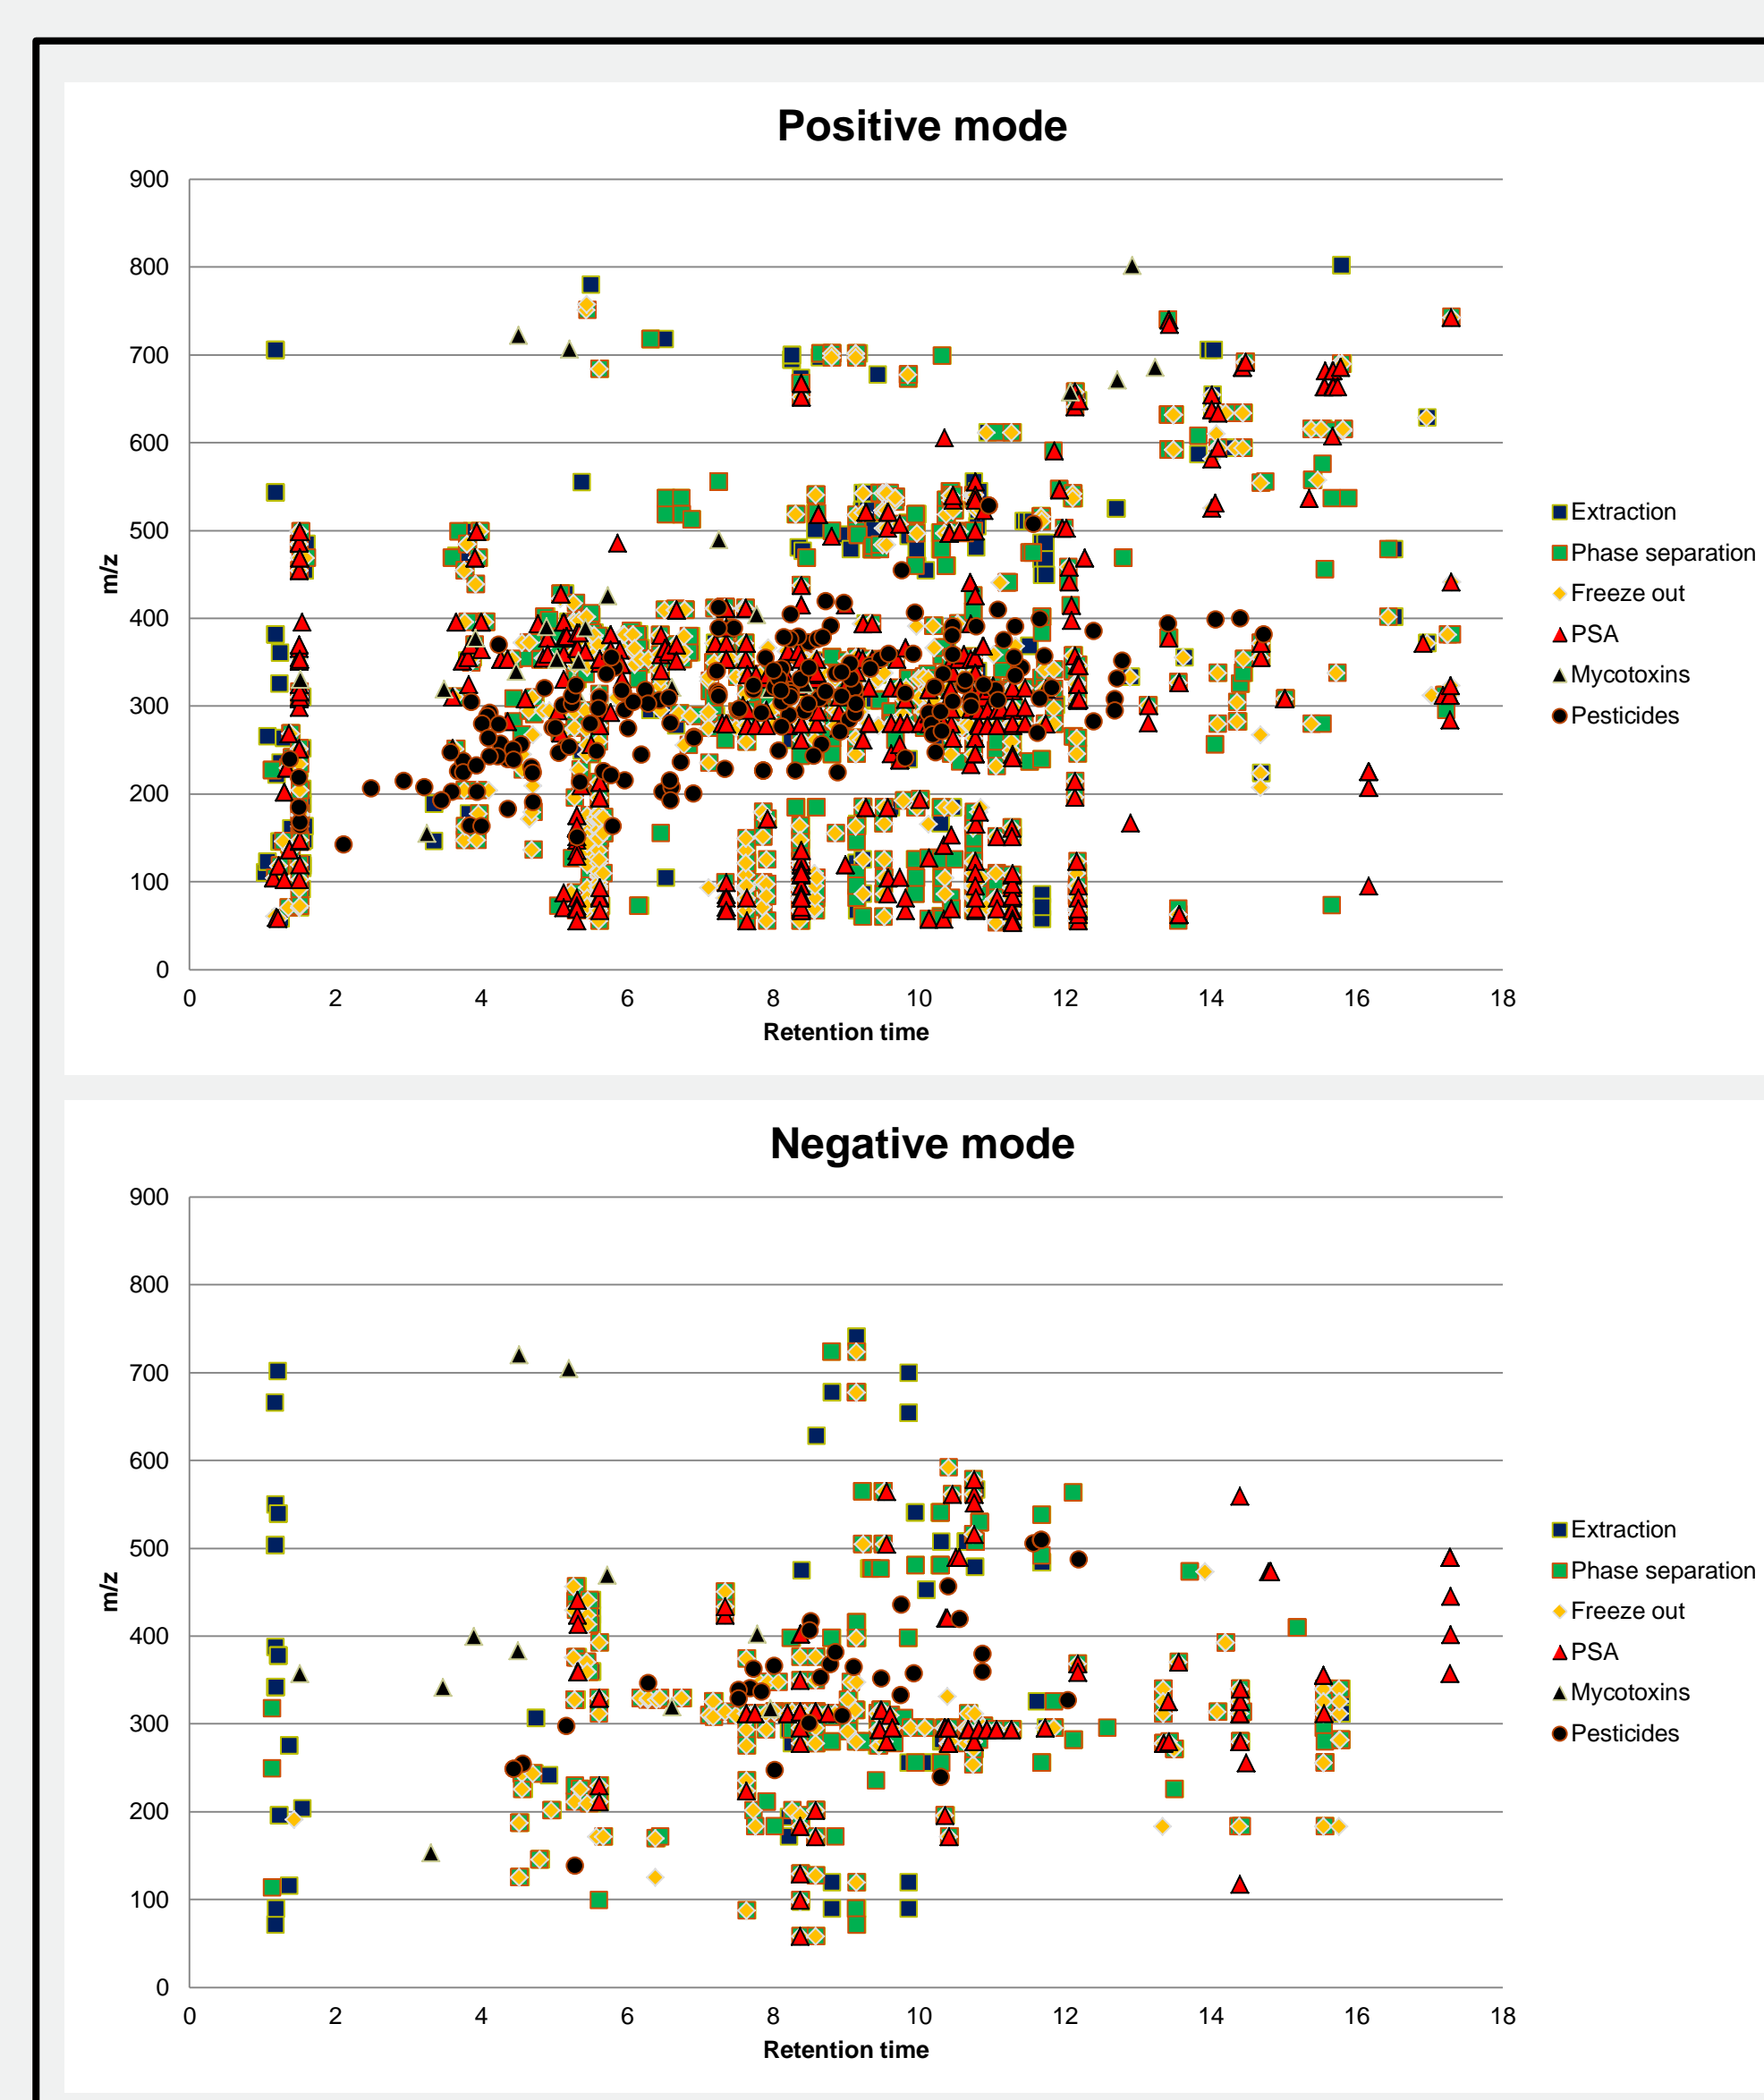 Positive mode
900
800
700
600
500
400
300
200
100
0
m/z
0 2 4 6 8 10 12 14 16 18
Retention time
Extraction
Phase separation
Freeze out
PSA
Mycotoxins
Pesticides
Negative mode
900
800
700
600
500
400
300
200
100
0
m/z
0 2 4 6 8 10 12 14 16 18
Retention time
Extraction
Phase separation
Freeze out
PSA
Mycotoxins
Pesticides